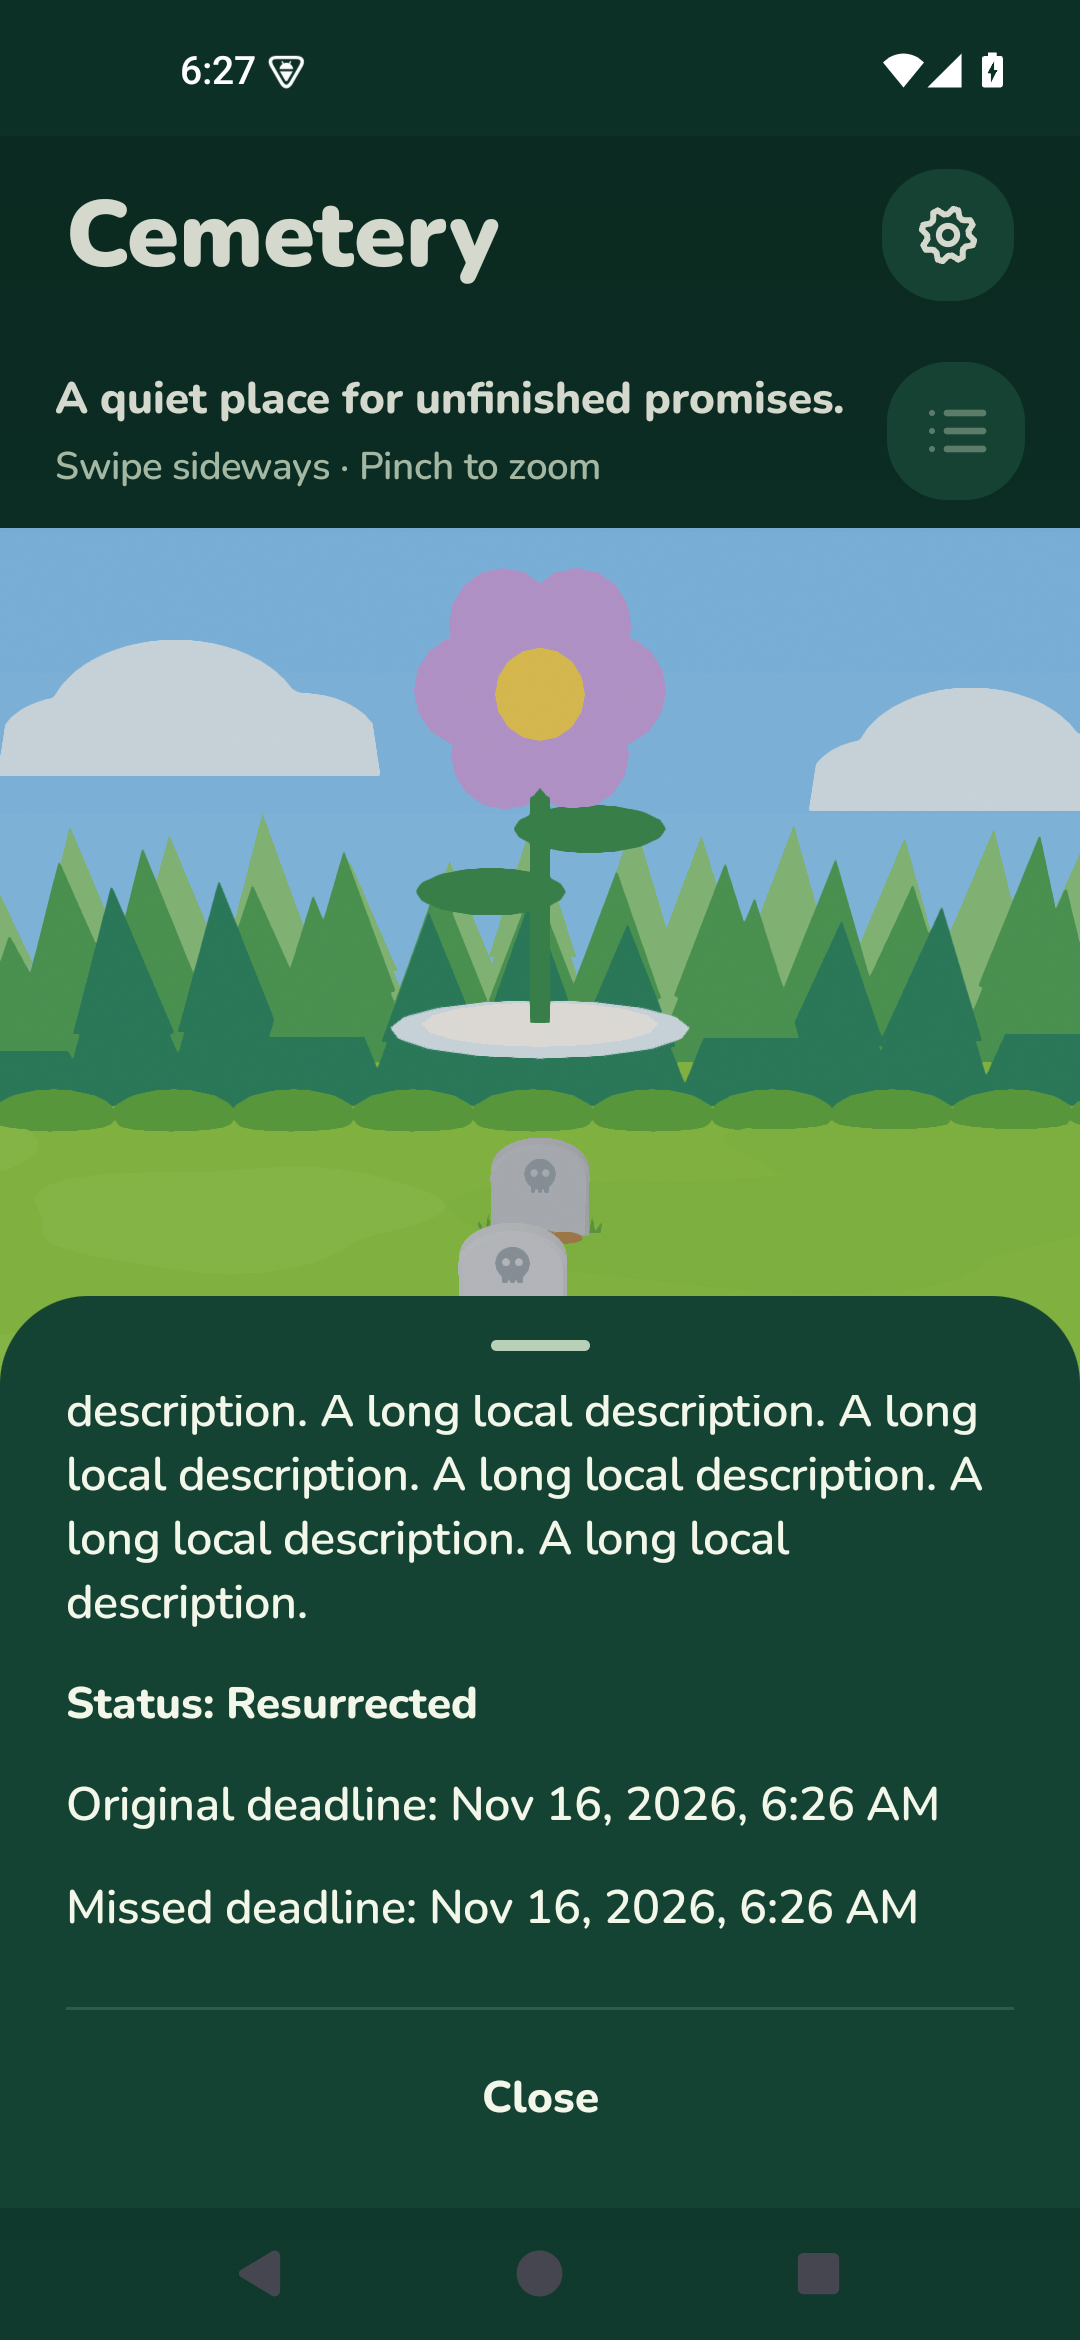 6:27
Cemetery
A quiet place for unfinished promises.
Swipe sideways · Pinch to zoom
description. A long local description. A long
local description. A long local description. A
long local description. A long local
description.
Status: Resurrected
Original deadline: Nov 16, 2026, 6:26 AM
Missed deadline: Nov 16, 2026, 6:26 AM
Close